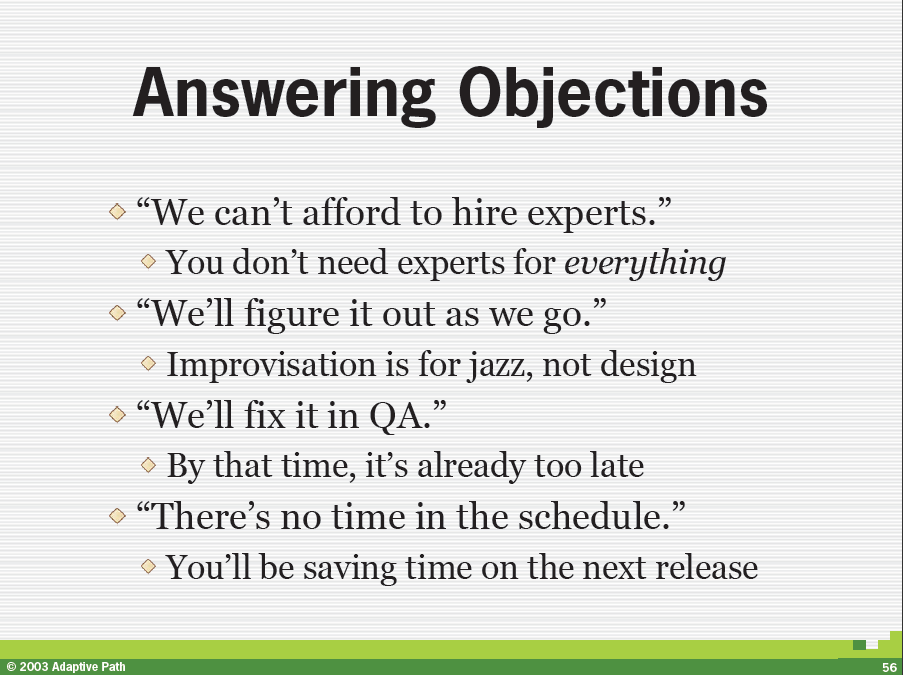 Answering Objections
“We can’t afford to hire experts.”
You don’t need experts for everything
“We’ll figure it out as we go.”
Improvisation is for jazz, not design
“We’ll fix it in QA.”
By that time, it’s already too late
“There’s no time in the schedule.”
You’ll be saving time on the next release
© 2003 Adaptive Path
56